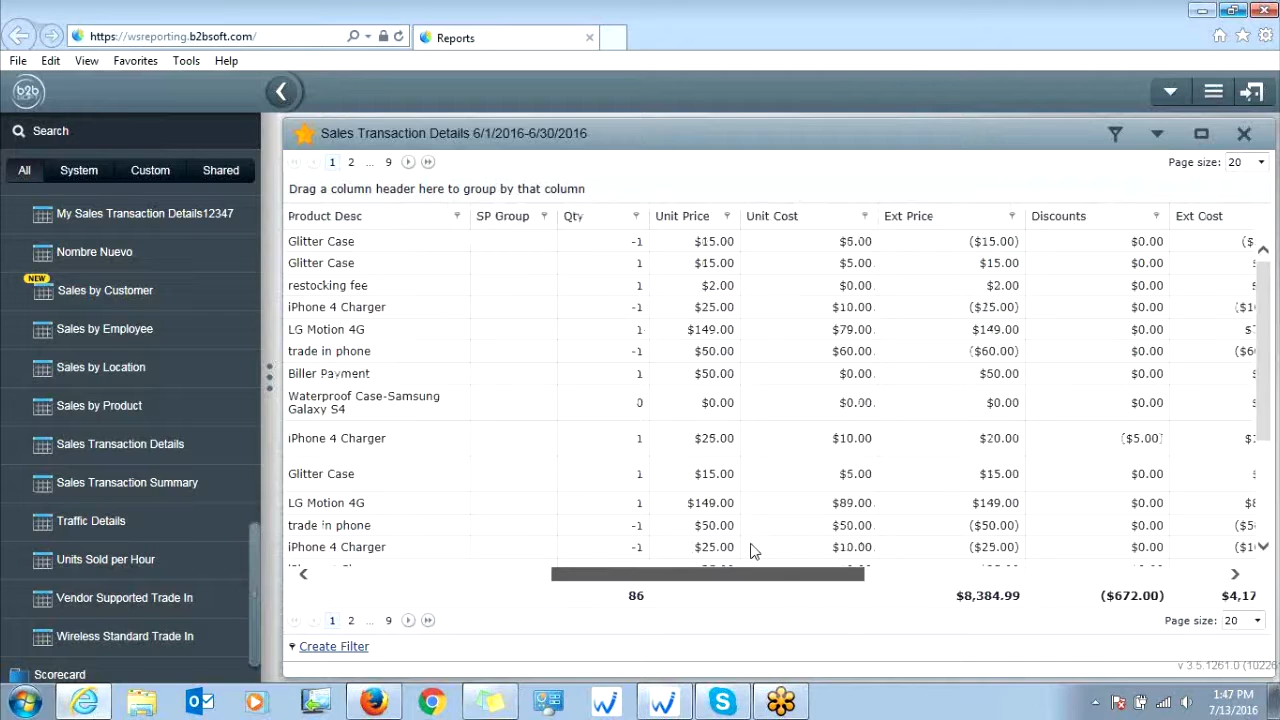 https://wsreporting.b2bsoft.com/
Reports
File Edit View Favorites Tools Help
b2b
Search
All System Custom Shared
My Sales Transaction Details12347
Nombre Nuevo
NEW
Sales by Customer
Sales by Employee
Sales by Location
Sales by Product
Sales Transaction Details
Sales Transaction Summary
Traffic Details
Units Sold per Hour
Vendor Supported Trade In
Wireless Standard Trade In
Scorecard
Sales Transaction Details 6/1/2016-6/30/2016
1 2 ... 9 Page size: 20
Drag a column header here to group by that column
Product Desc SP Group Qty Unit Price Unit Cost Ext Price Discounts Ext Cost
Glitter Case -1 $15.00 $5.00 ($15.00) $0.00 ($
Glitter Case 1 $15.00 $5.00 $15.00 $0.00 $
restocking fee 1 $2.00 $0.00 $2.00 $0.00 $
iPhone 4 Charger -1 $25.00 $10.00 ($25.00) $0.00 ($1
LG Motion 4G 1 $149.00 $79.00 $149.00 $0.00 $
trade in phone -1 $50.00 $60.00 ($60.00) $0.00 ($6
Biller Payment 1 $50.00 $0.00 $50.00 $0.00 $
Waterproof Case-Samsung
Galaxy S4 0 $0.00 $0.00 $0.00 $0.00 $
iPhone 4 Charger 1 $25.00 $10.00 $20.00 ($5.00) $
Glitter Case 1 $15.00 $5.00 $15.00 $0.00 $
LG Motion 4G 1 $149.00 $89.00 $149.00 $0.00 $8
trade in phone -1 $50.00 $50.00 ($50.00) $0.00 ($5
iPhone 4 Charger -1 $25.00 $10.00 ($25.00) $0.00 ($1
86 $8,384.99 ($672.00) $4,17
1 2 ... 9 Page size: 20
Create Filter
v 3.5.1261.0 (10226
1:47 PM
7/13/2016